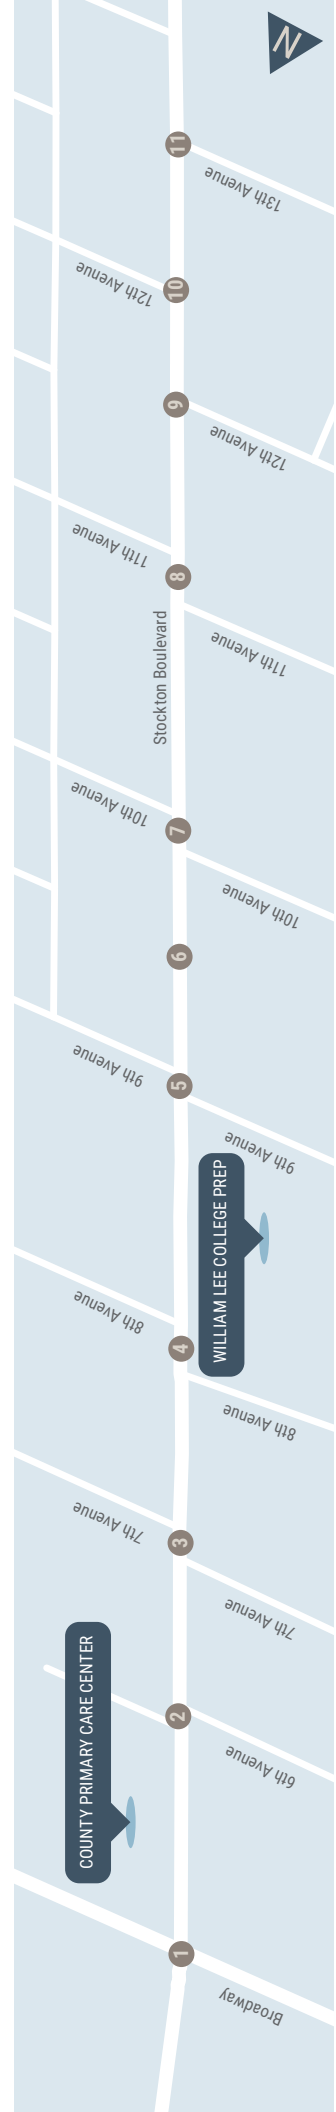 N
11
13th Avenue
10
12th Avenue
9
12th Avenue
11th Avenue
8
11th Avenue
Stockton Boulevard
10th Avenue
7
10th Avenue
6
9th Avenue
5
9th Avenue
WILLIAM LEE COLLEGE PREP
8th Avenue
4
8th Avenue
7th Avenue
3
7th Avenue
COUNTY PRIMARY CARE CENTER
2
6th Avenue
1
Broadway